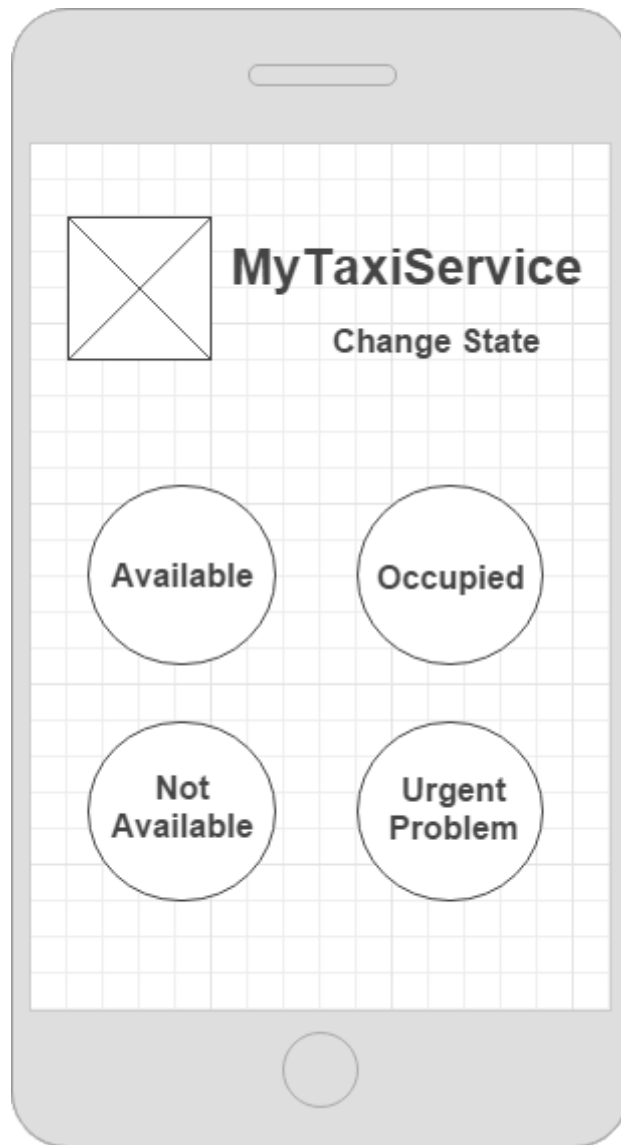 MyTaxiService
Change State
Available
Occupied
Not
Available
Urgent
Problem